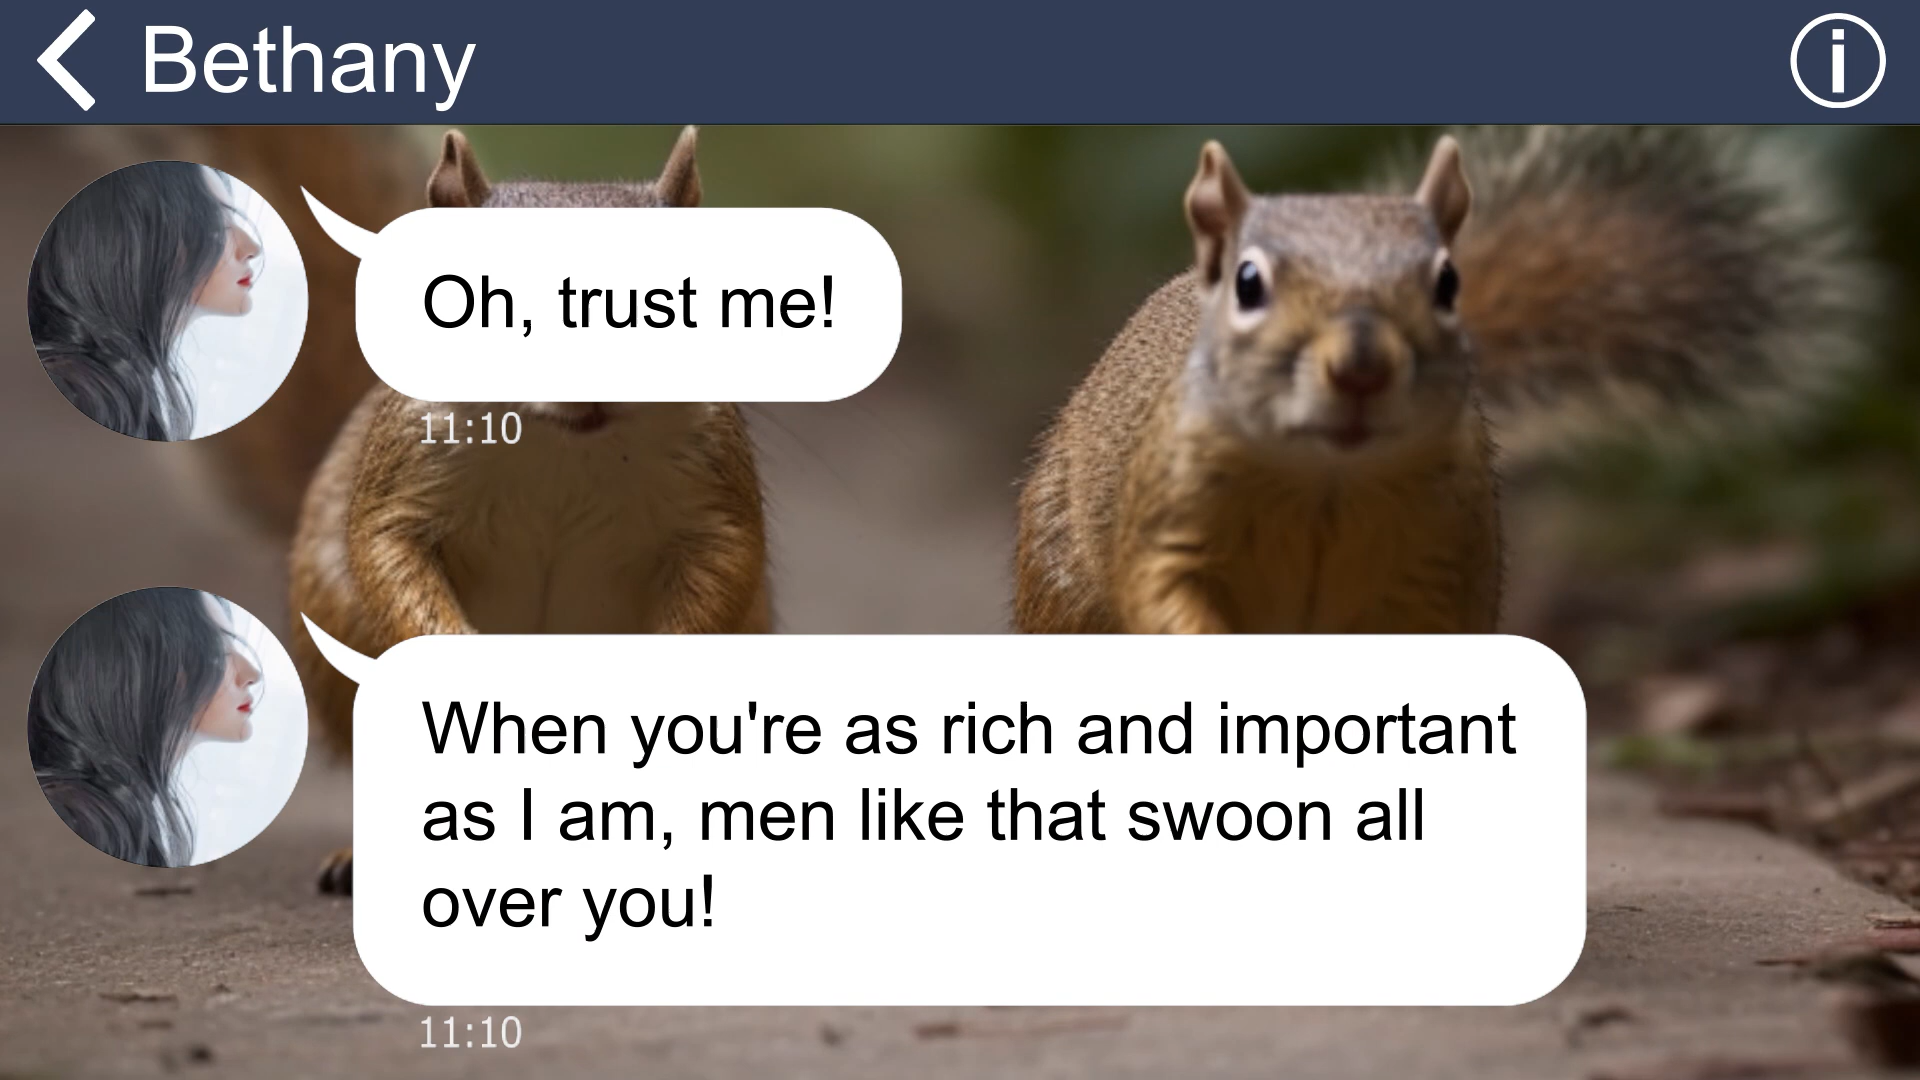 Bethany
Oh, trust me!
11:10
When you're as rich and important
as I am, men like that swoon all
over you!
11:10